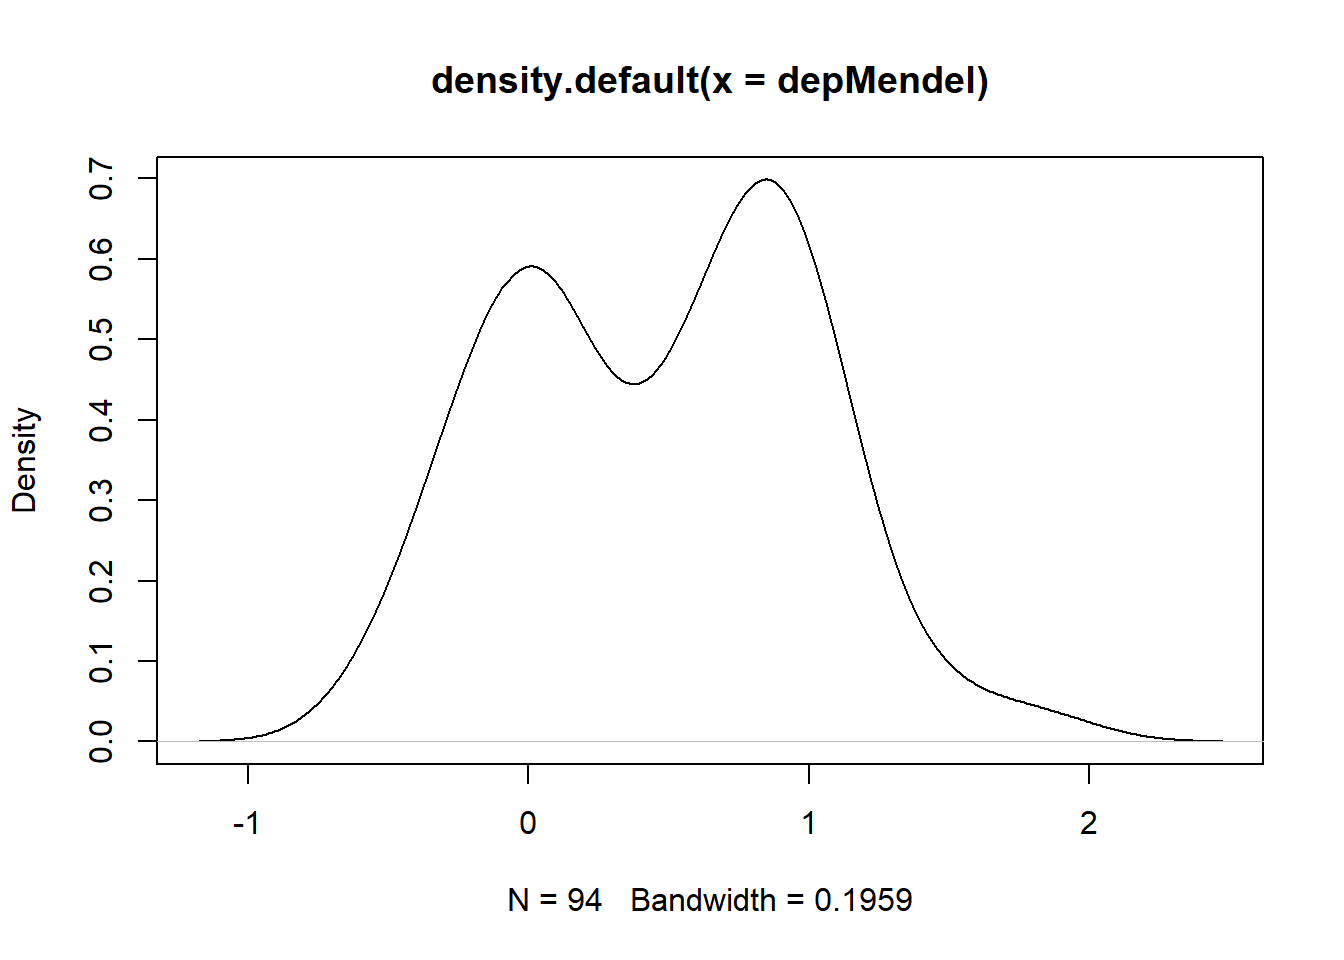 density.default(x = depMendel)
Density
0.7
0.6
0.5
0.4
0.3
0.2
0.1
0.0
-1 0 1 2
N = 94 Bandwidth = 0.1959